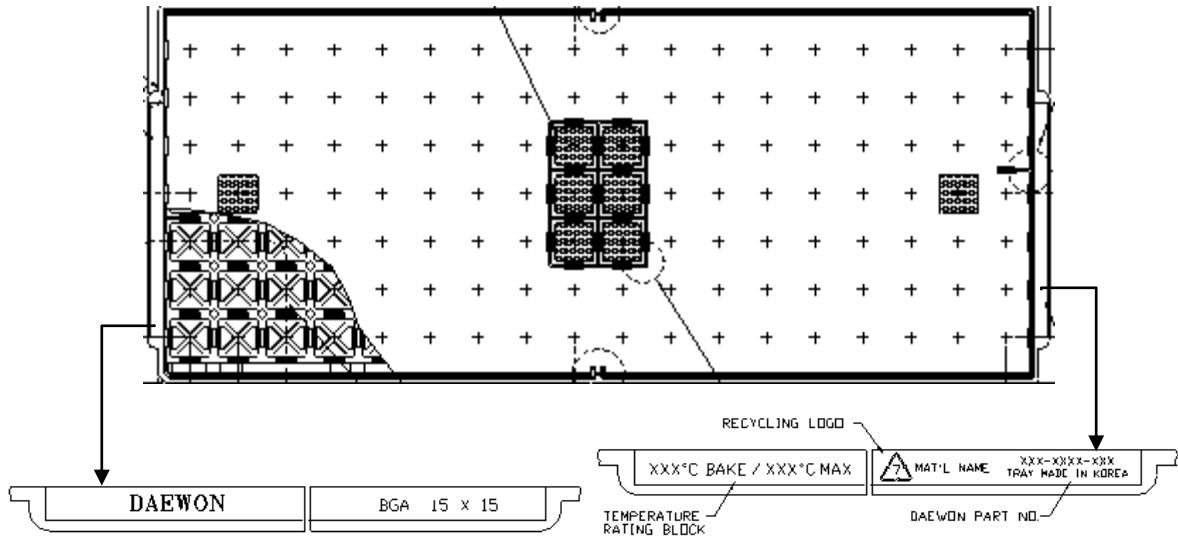 RECYCLING LOGO
XXX°C BAKE / XXX°C MAX
7
MAT'L NAME
XXX-XXXX-XXX
TRAY MADE IN KOREA
DAEWON
BGA 15 X 15
TEMPERATURE
RATING BLOCK
DAEWON PART NO.